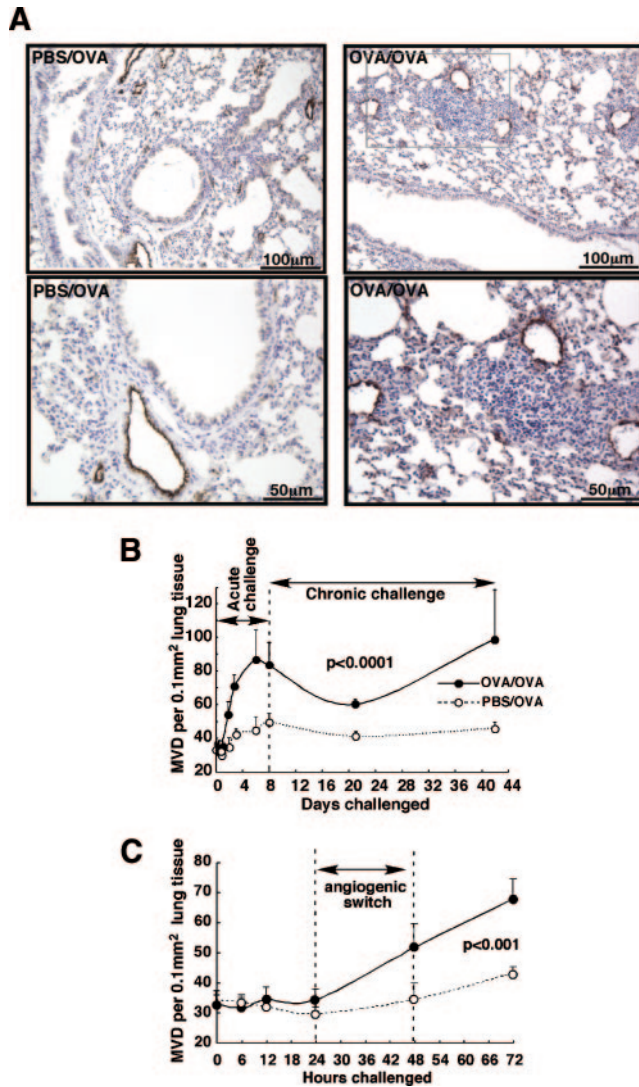 A
PBS/OVA
OVA/OVA
100µm
100µm
PBS/OVA
OVA/OVA
50µm
50µm
B
Acute
challenge
Chronic challenge
MVD per 0.1mm² lung tissue
120
100
80
60
40
20
p<0.0001
OVA/OVA
PBS/OVA
0 4 8 12 16 20 24 28 32 36 40 44
Days challenged
C
angiogenic
switch
MVD per 0.1mm² lung tissue
80
70
60
50
40
30
20
p<0.001
0 6 12 18 24 30 36 42 48 54 60 66 72
Hours challenged